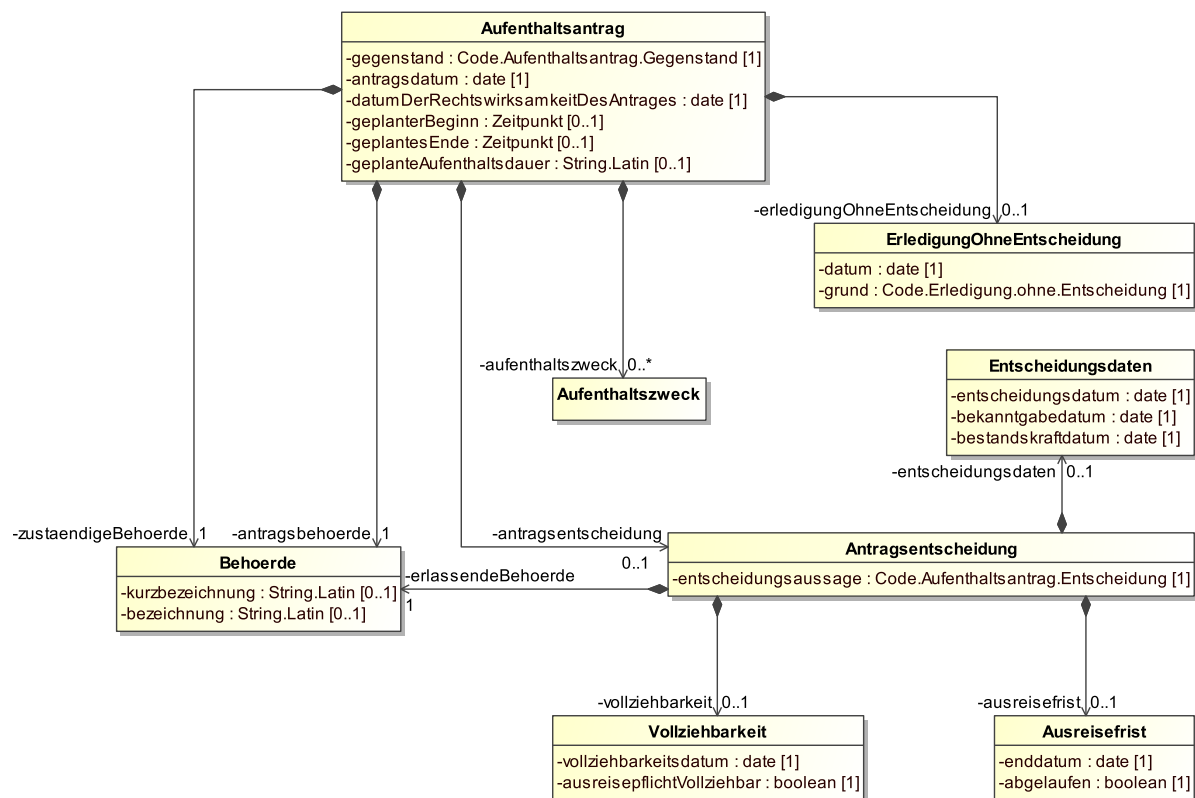 Aufenthaltsantrag
-gegenstand : Code.Aufenthaltsantrag.Gegenstand [1]
-antragsdatum : date [1]
-datumDerRechtswirksamkeitDesAntrages : date [1]
-geplanterBeginn : Zeitpunkt [0..1]
-geplantesEnde : Zeitpunkt [0..1]
-geplanteAufenthaltsdauer : String.Latin [0..1]
-erledigungOhneEntscheidung 0..1
ErledigungOhneEntscheidung
-datum : date [1]
-grund : Code.Erledigung.ohne.Entscheidung [1]
-aufenthaltszweck 0..*
Aufenthaltszweck
Entscheidungsdaten
-entscheidungsdatum : date [1]
-bekanntgabedatum : date [1]
-bestandskraftdatum : date [1]
-entscheidungsdaten 0..1
-zustaendigeBehoerde 1
-antragsbehoerde 1
-antragsentscheidung
0..1
Behoerde
-kurzbezeichnung : String.Latin [0..1]
-bezeichnung : String.Latin [0..1]
-erlassendeBehoerde
1
Antragsentscheidung
-entscheidungsaussage : Code.Aufenthaltsantrag.Entscheidung [1]
-vollziehbarkeit 0..1
Vollziehbarkeit
-vollziehbarkeitsdatum : date [1]
-ausreisepflichtVollziehbar : boolean [1]
-ausreisefrist 0..1
Ausreisefrist
-enddatum : date [1]
-abgelaufen : boolean [1]